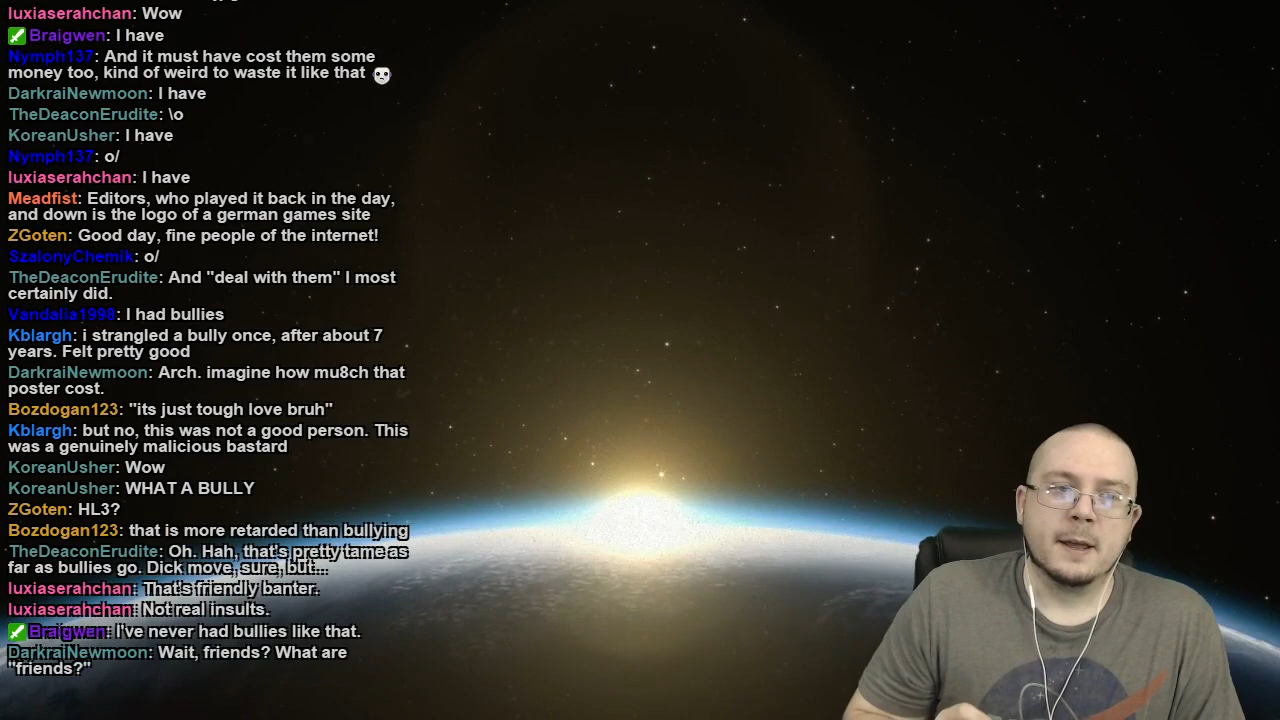 luxiaserahchan: Wow
Braigwen: I have
Nymph137: And it must have cost them some
money too, kind of weird to waste it like that
DarkraiNewmoon: I have
TheDeaconErudite: \o
KoreanUsher: I have
Nymph137: o/
luxiaserahchan: I have
Meadfist: Editors, who played it back in the day,
and down is the logo of a german games site
ZGoten: Good day, fine people of the internet!
SzalonyChemik: o/
TheDeaconErudite: And "deal with them" I most
certainly did.
Vandalia1998: I had bullies
Kblargh: i strangled a bully once, after about 7
years. Felt pretty good
DarkraiNewmoon: Arch. imagine how mu8ch that
poster cost.
Bozdogan123: "its just tough love bruh"
Kblargh: but no, this was not a good person. This
was a genuinely malicious bastard
KoreanUsher: Wow
KoreanUsher: WHAT A BULLY
ZGoten: HL3?
Bozdogan123: that is more retarded than bullying
TheDeaconErudite: Oh. Hah, that's pretty tame as
far as bullies go. Dick move, sure, but...
luxiaserahchan: That's friendly banter.
luxiaserahchan: Not real insults.
Braigwen: I've never had bullies like that.
DarkraiNewmoon: Wait, friends? What are
"friends?"